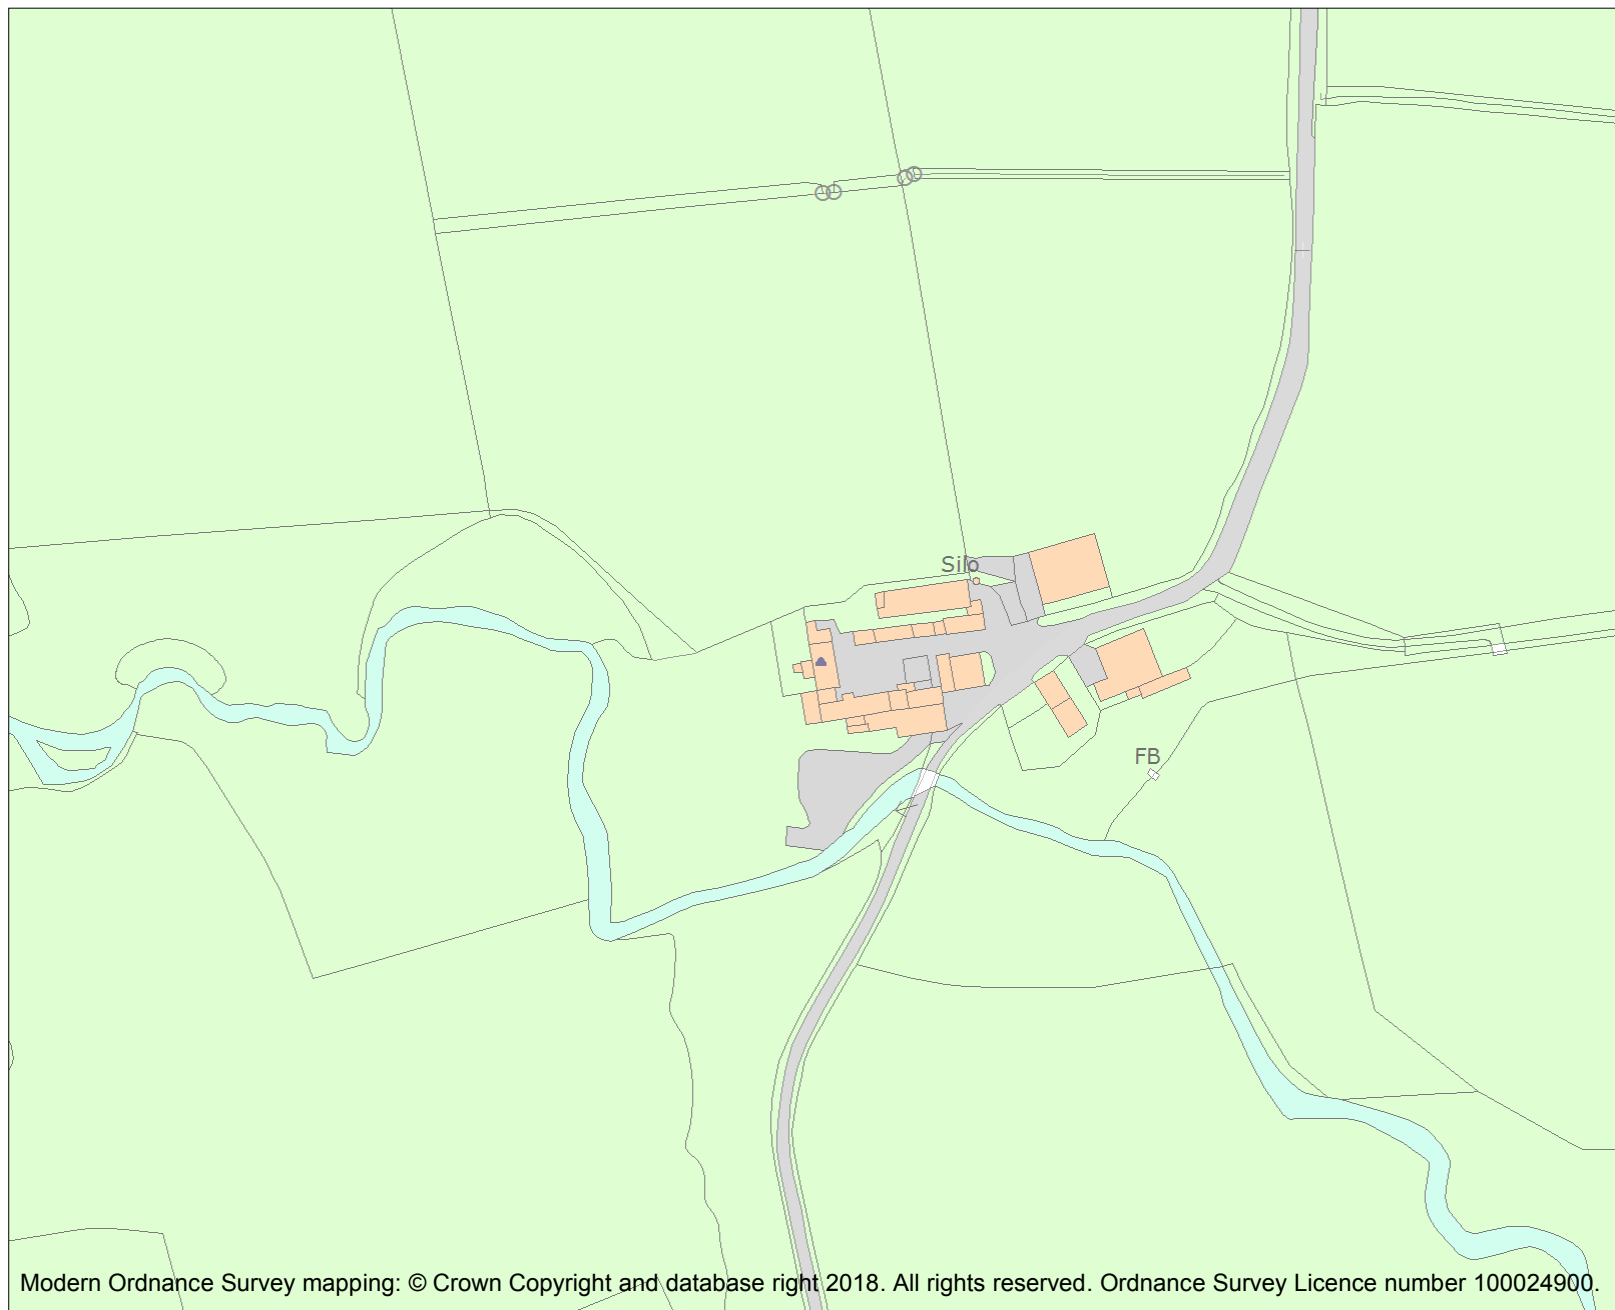 Silo
FB
Modern Ordnance Survey mapping: © Crown Copyright and database right 2018. All rights reserved. Ordnance Survey Licence number 100024900.